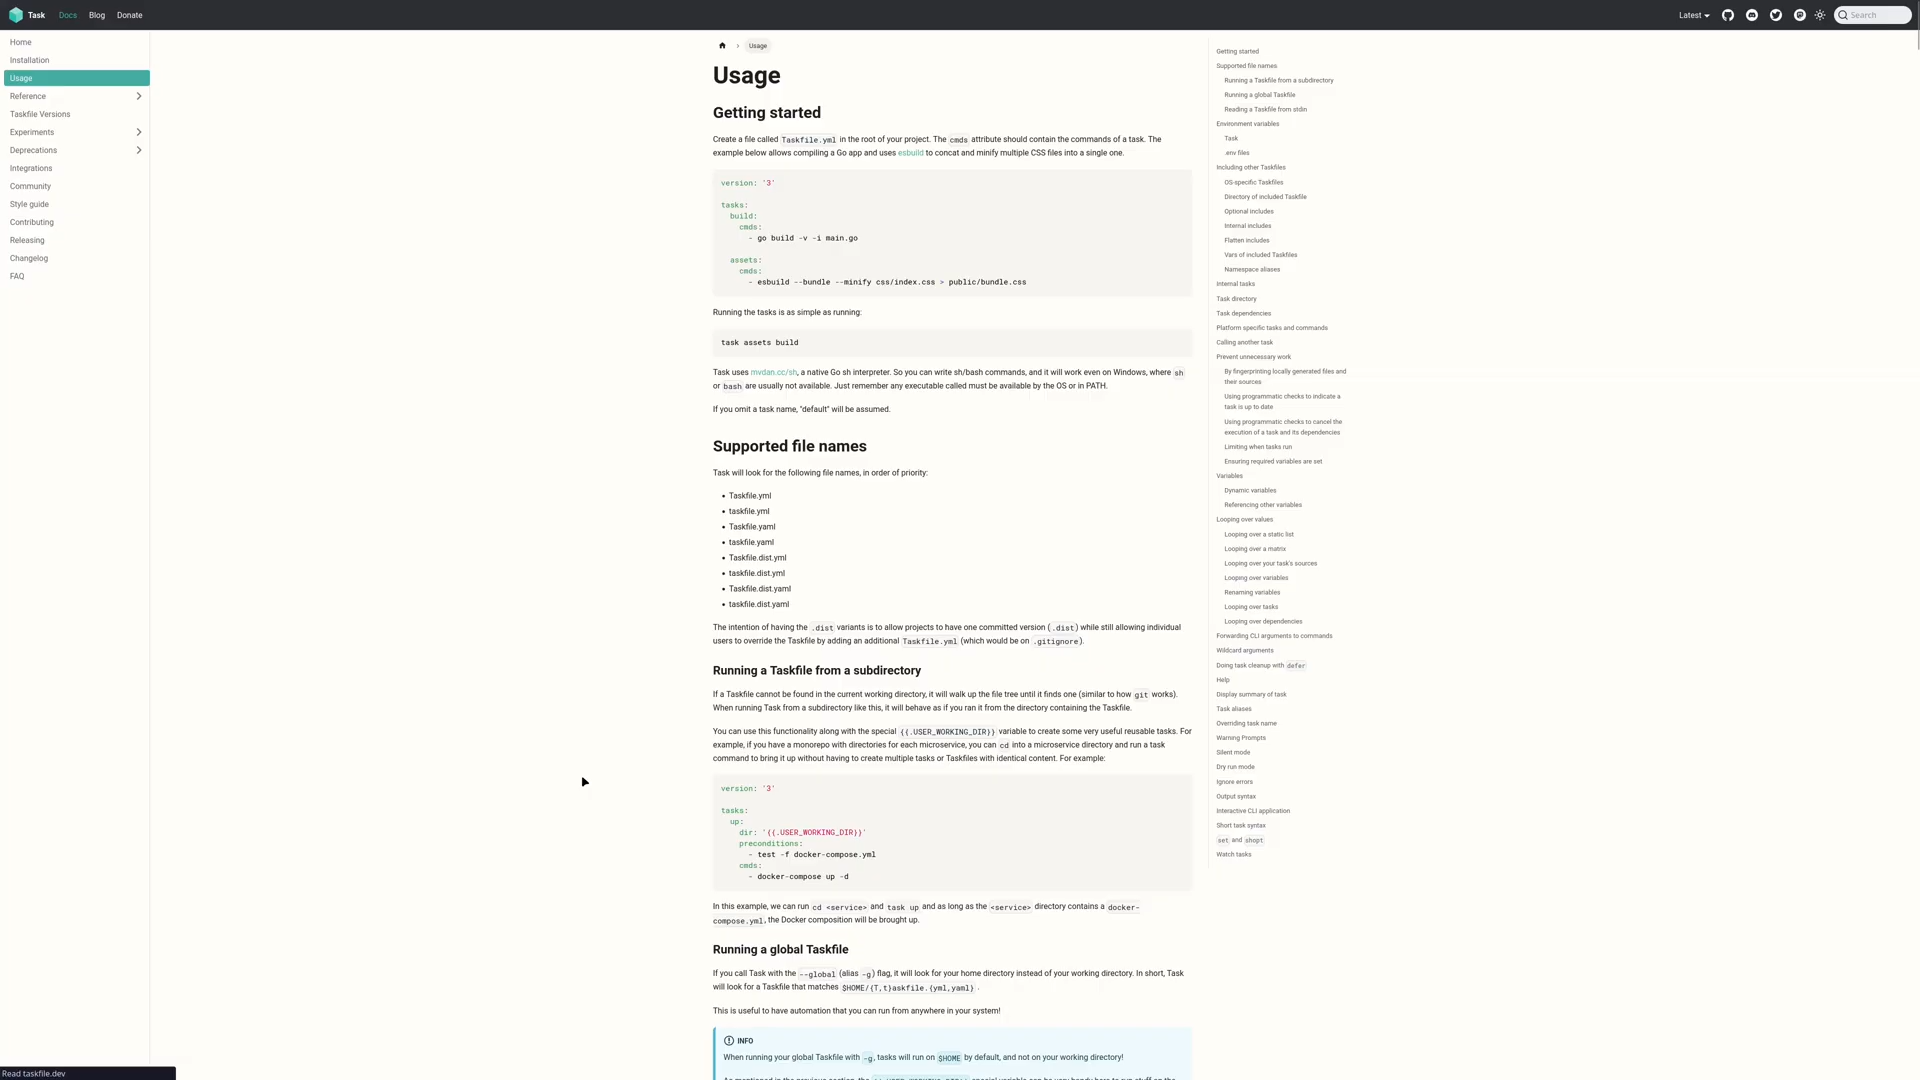 Task
Docs
Blog
Donate
Latest
Search
Home
Installation
Usage
Reference
Taskfile Versions
Experiments
Deprecations
Integrations
Community
Style guide
Contributing
Releasing
Changelog
FAQ
Usage
Usage
Getting started
Create a file called Taskfile.yml in the root of your project. The cmds attribute should contain the commands of a task. The
example below allows compiling a Go app and uses esbuild to concat and minify multiple CSS files into a single one.
version: '3'
tasks:
build:
cmds:
- go build -v -i main.go
assets:
cmds:
- esbuild --bundle --minify css/index.css > public/bundle.css
Running the tasks is as simple as running:
task assets build
Task uses mvdan.cc/sh, a native Go sh interpreter. So you can write sh/bash commands, and it will work even on Windows, where sh
or bash are usually not available. Just remember any executable called must be available by the OS or in PATH.
If you omit a task name, "default" will be assumed.
Supported file names
Task will look for the following file names, in order of priority:
• Taskfile.yml
• taskfile.yml
• Taskfile.yaml
• taskfile.yaml
• Taskfile.dist.yml
• taskfile.dist.yml
• Taskfile.dist.yaml
• taskfile.dist.yaml
The intention of having the .dist variants is to allow projects to have one committed version (.dist) while still allowing individual
users to override the Taskfile by adding an additional Taskfile.yml (which would be on .gitignore).
Running a Taskfile from a subdirectory
If a Taskfile cannot be found in the current working directory, it will walk up the file tree until it finds one (similar to how git works).
When running Task from a subdirectory like this, it will behave as if you ran it from the directory containing the Taskfile.
You can use this functionality along with the special {{.USER_WORKING_DIR}} variable to create some very useful reusable tasks. For
example, if you have a monorepo with directories for each microservice, you can cd into a microservice directory and run a task
command to bring it up without having to create multiple tasks or Taskfiles with identical content. For example:
version: '3'
tasks:
up:
dir: '{{.USER_WORKING_DIR}}'
preconditions:
- test -f docker-compose.yml
cmds:
- docker-compose up -d
In this example, we can run cd <service> and task up and as long as the <service> directory contains a docker-
compose.yml, the Docker composition will be brought up.
Running a global Taskfile
If you call Task with the --global (alias -g) flag, it will look for your home directory instead of your working directory. In short, Task
will look for a Taskfile that matches $HOME/{T,t}askfile.{yml,yaml} .
This is useful to have automation that you can run from anywhere in your system!
INFO
When running your global Taskfile with -g, tasks will run on $HOME by default, and not on your working directory!
Getting started
Supported file names
Running a Taskfile from a subdirectory
Running a global Taskfile
Reading a Taskfile from stdin
Environment variables
Task
.env files
Including other Taskfiles
OS-specific Taskfiles
Directory of included Taskfile
Optional includes
Internal includes
Flatten includes
Vars of included Taskfiles
Namespace aliases
Internal tasks
Task directory
Task dependencies
Platform specific tasks and commands
Calling another task
Prevent unnecessary work
By fingerprinting locally generated files and
their sources
Using programmatic checks to indicate a
task is up to date
Using programmatic checks to cancel the
execution of a task and its dependencies
Limiting when tasks run
Ensuring required variables are set
Variables
Dynamic variables
Referencing other variables
Looping over values
Looping over a static list
Looping over a matrix
Looping over your task's sources
Looping over variables
Renaming variables
Looping over tasks
Looping over dependencies
Forwarding CLI arguments to commands
Wildcard arguments
Doing task cleanup with defer
Help
Display summary of task
Task aliases
Overriding task name
Warning Prompts
Silent mode
Dry run mode
Ignore errors
Output syntax
Interactive CLI application
Short task syntax
set and shopt
Watch tasks
Read taskfile.dev